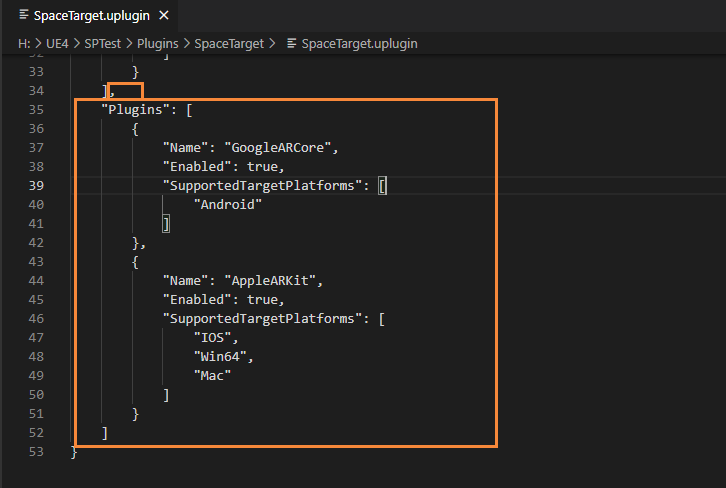 SpaceTarget.uplugin
H: > UE4 > SPTest > Plugins > SpaceTarget > SpaceTarget.uplugin
32 ]
33 }
34 ],
35 "Plugins": [
36 {
37 "Name": "GoogleARCore",
38 "Enabled": true,
39 "SupportedTargetPlatforms": [
40 "Android"
41 ]
42 },
43 {
44 "Name": "AppleARKit",
45 "Enabled": true,
46 "SupportedTargetPlatforms": [
47 "IOS",
48 "Win64",
49 "Mac"
50 ]
51 }
52 ]
53 }